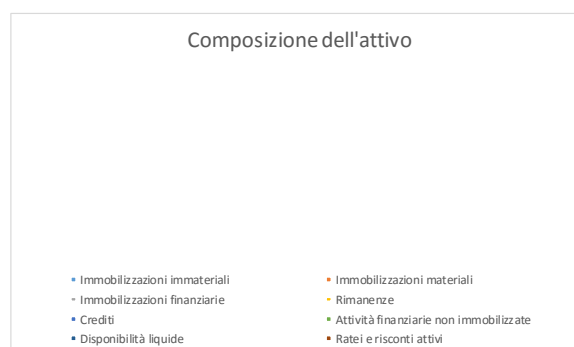 Composizione dell'attivo
Immobilizzazioni immateriali
Immobilizzazioni materiali
Immobilizzazioni finanziarie
Rimanenze
Crediti
Attività finanziarie non immobilizzate
Disponibilità liquide
Ratei e risconti attivi